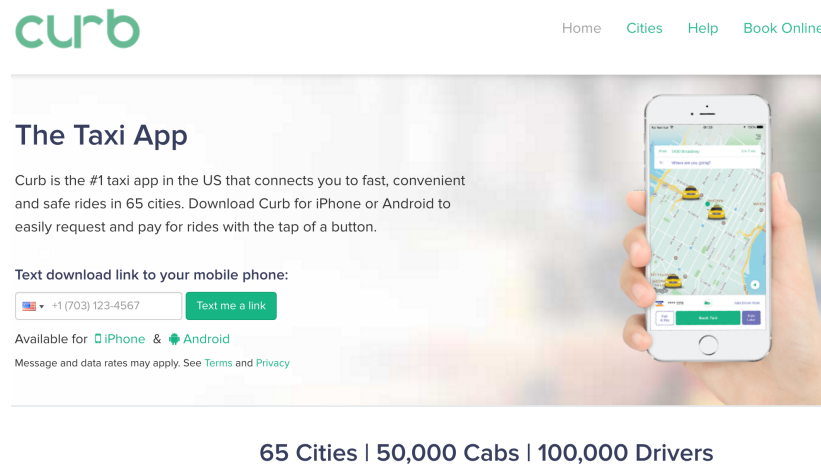 curb
Home Cities Help Book Online
The Taxi App
Curb is the #1 taxi app in the US that connects you to fast, convenient
and safe rides in 65 cities. Download Curb for iPhone or Android to
easily request and pay for rides with the tap of a button.
Text download link to your mobile phone:
+1 (703) 123-4567 Text me a link
Available for iPhone & Android
Message and data rates may apply. See Terms and Privacy
Where are you going?
65 Cities | 50,000 Cabs | 100,000 Drivers